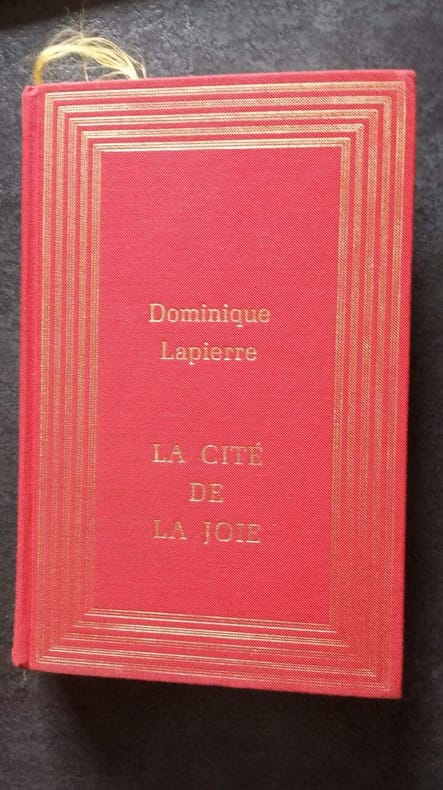 Dominique
Lapierre
LA CITÉ
DE
LA JOIE